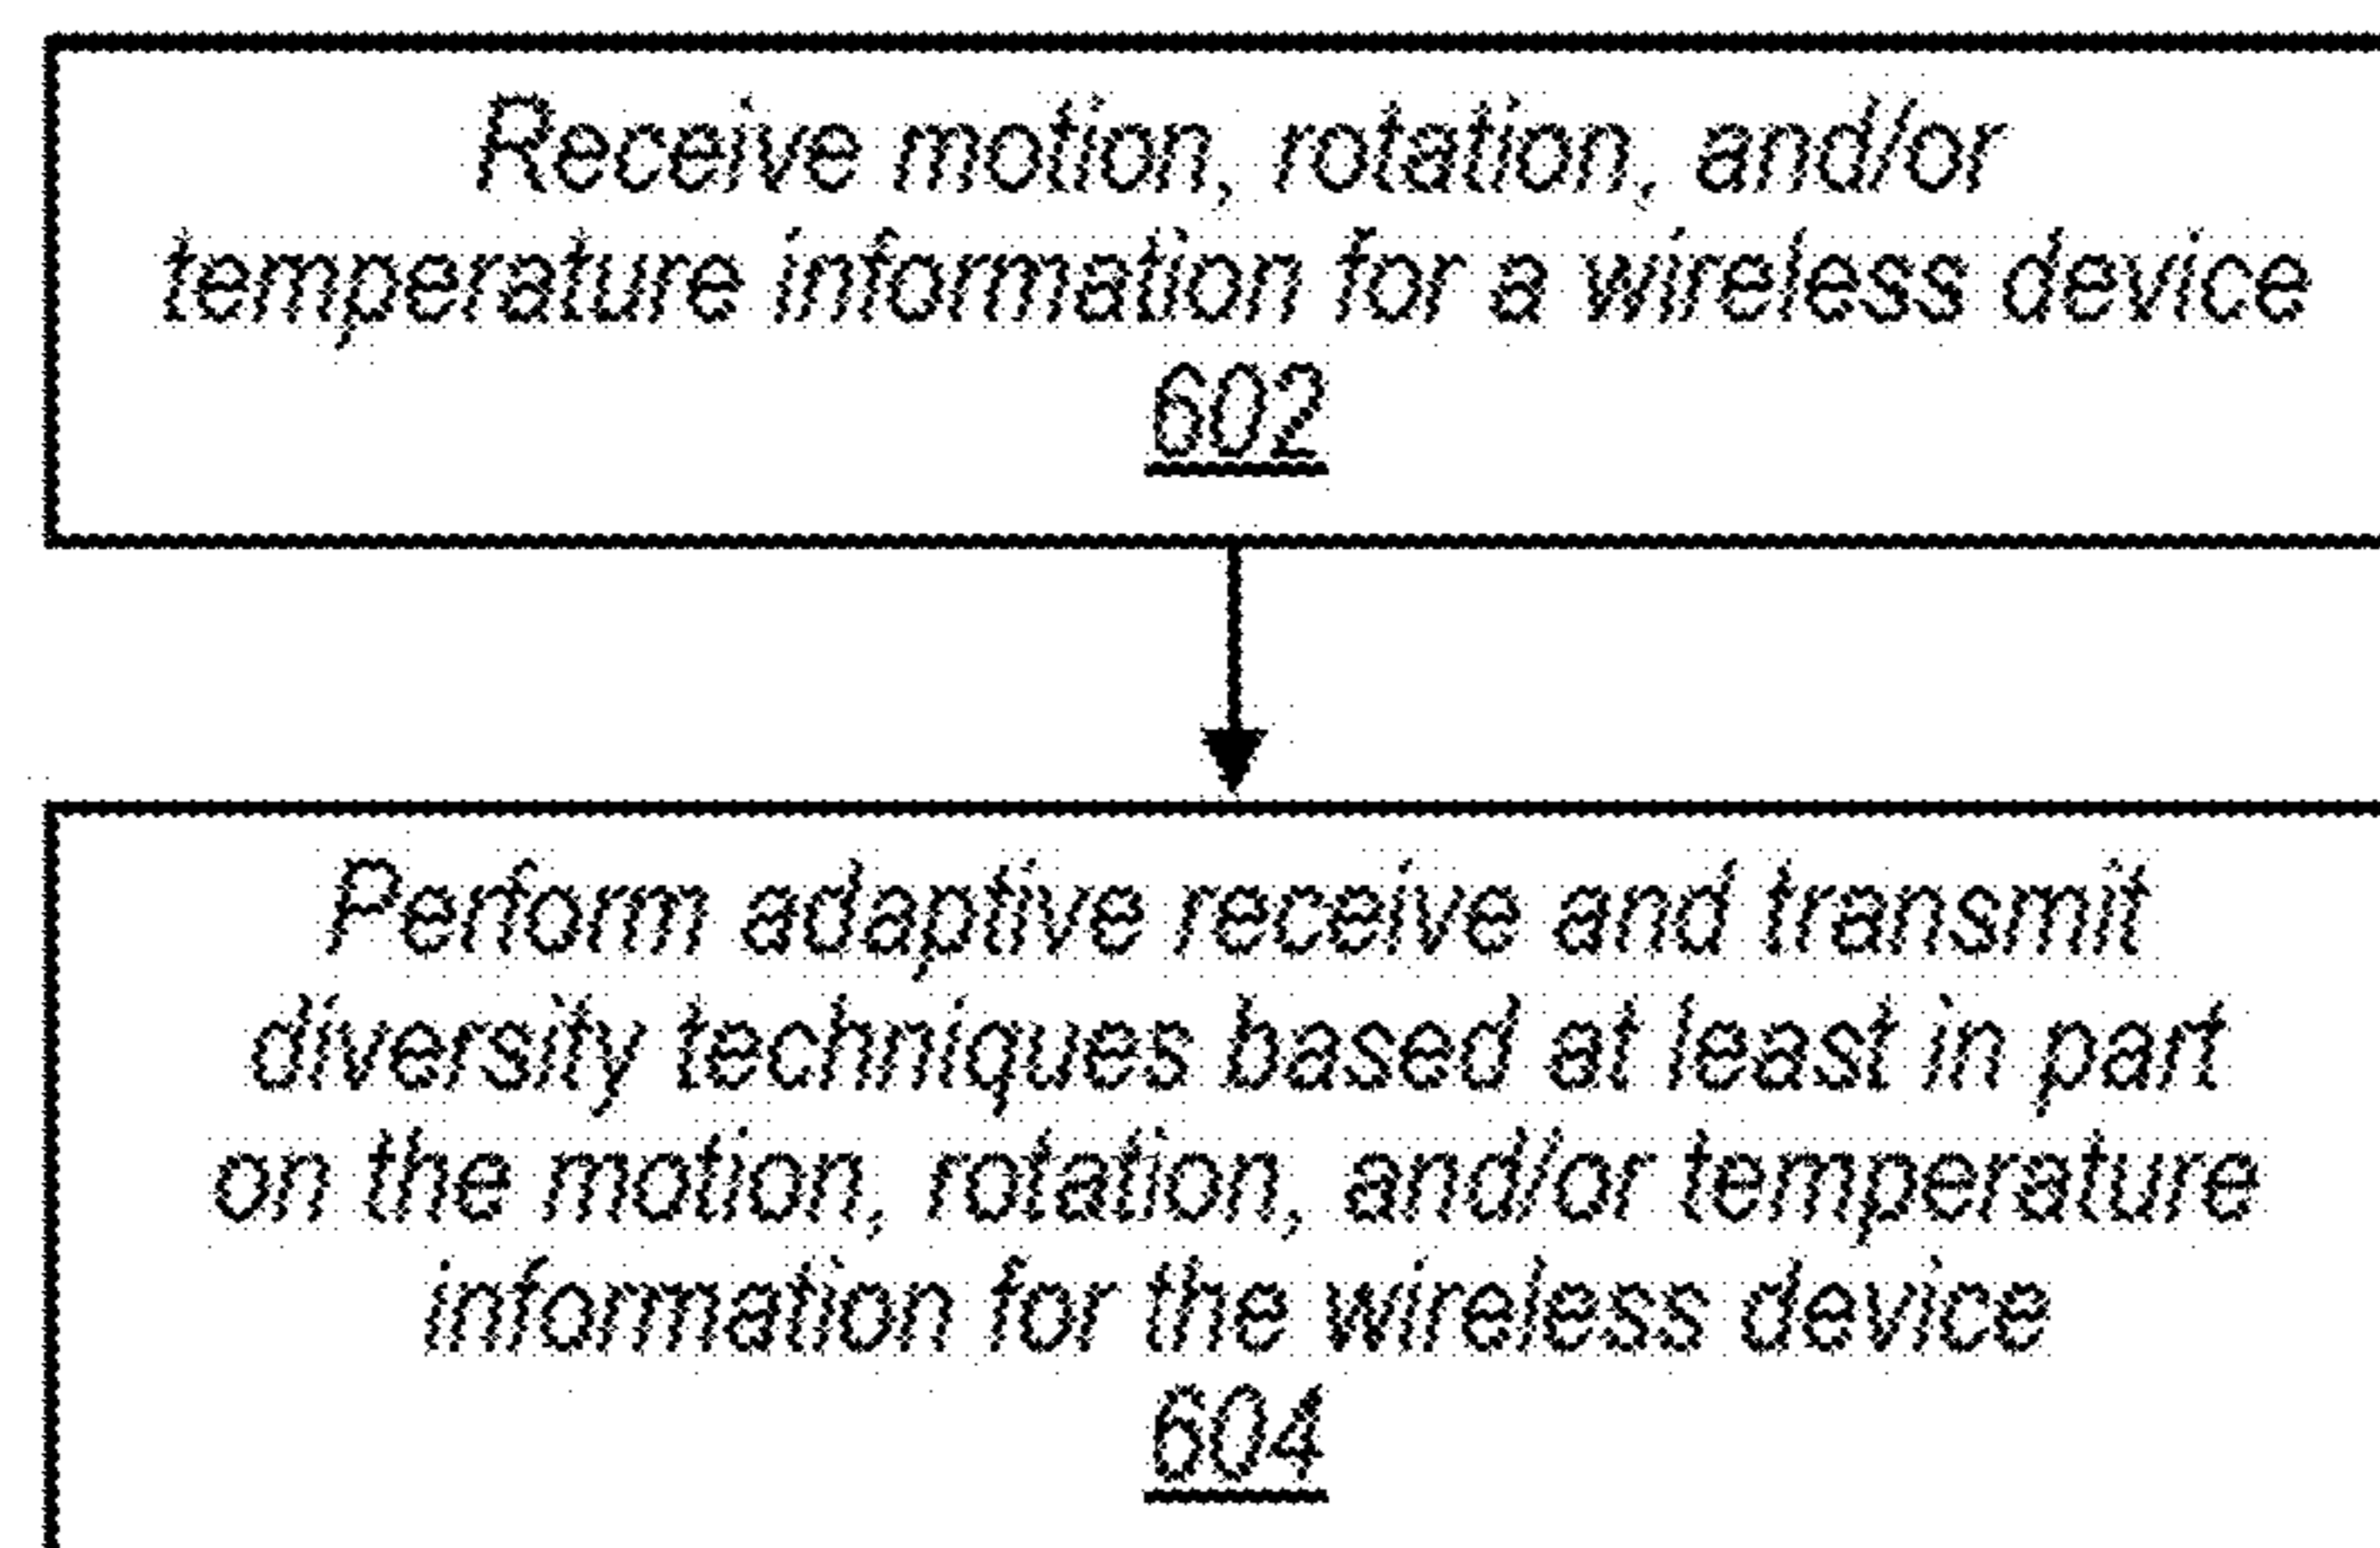 Receive motion, rotation, and/or
temperature information for a wireless device
602
Perform adaptive receive and transmit
diversity techniques based at least in part
on the motion, rotation, and/or temperature
information for the wireless device
604